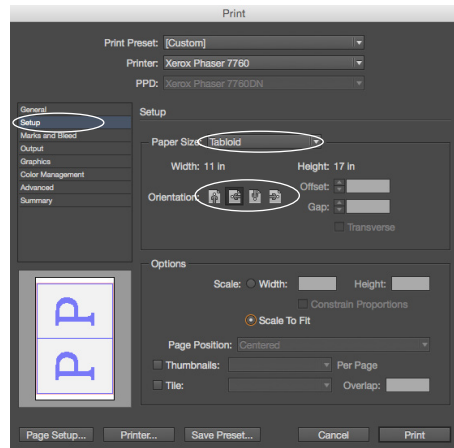 Print
Print Preset: [Custom]
Printer: Xerox Phaser 7760
PPD: Xerox Phaser 7760DN
General
Setup
Marks and Bleed
Output
Graphics
Color Management
Advanced
Summary
Setup
Paper Size: Tabloid
Width: 11 in Height: 17 in
Orientation: Offset:
Gap:
Transverse
Options
Scale: Width: Height:
Constrain Proportions
Scale To Fit
Page Position: Centered
Thumbnails: Per Page
Tile: Overlap:
P
P
Page Setup... Printer... Save Preset... Cancel Print